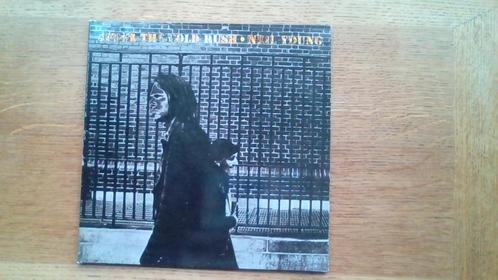 AFTER THE GOLD RUSH • NEIL YOUNG